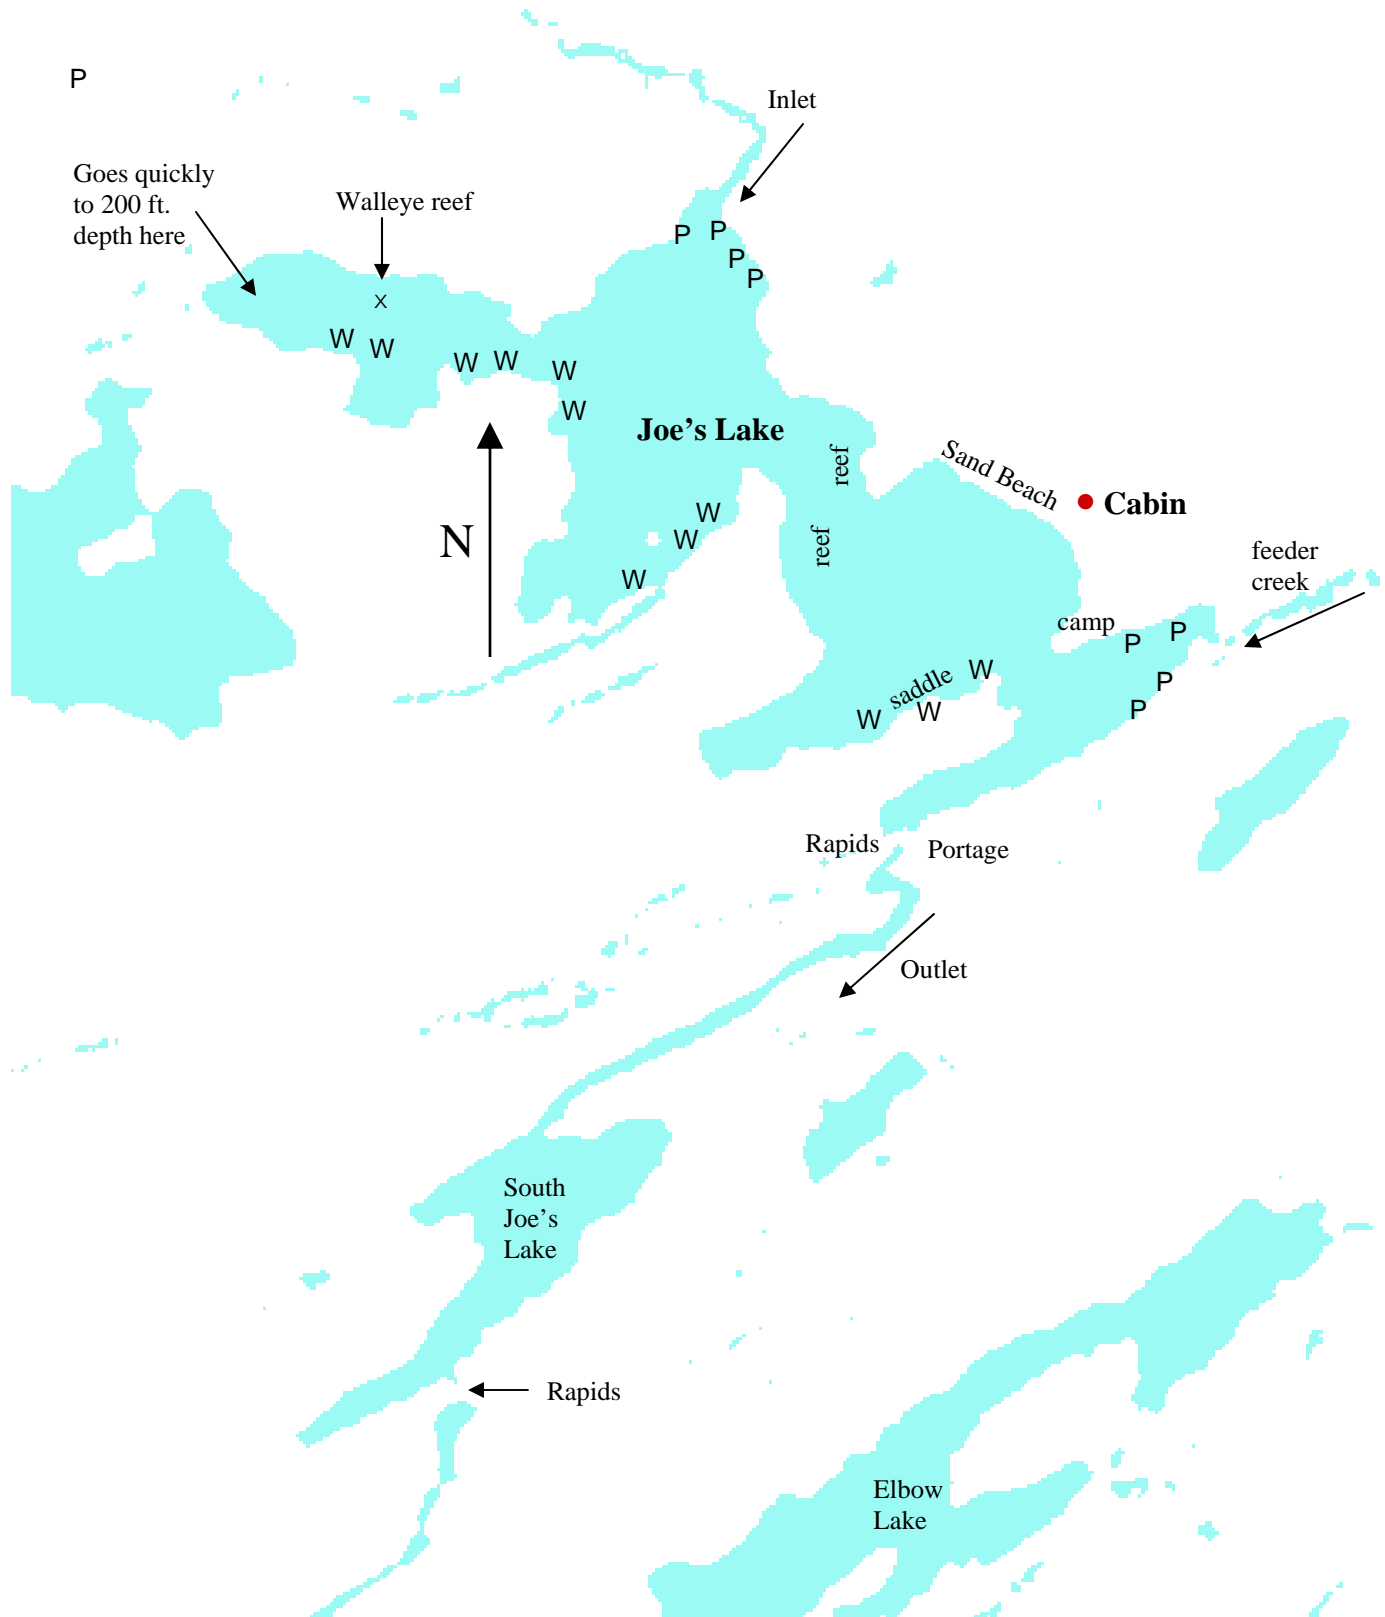 P
Inlet
Goes quickly
to 200 ft.
depth here
Walleye reef
P
P
P
P
x
W
W
W
W
W
W
Joe's Lake
reef
Sand Beach
Cabin
W
W
W
reef
N
feeder
creek
camp
P
P
P
P
saddle
W
W
W
Rapids
Portage
Outlet
South
Joe's
Lake
Rapids
Elbow
Lake